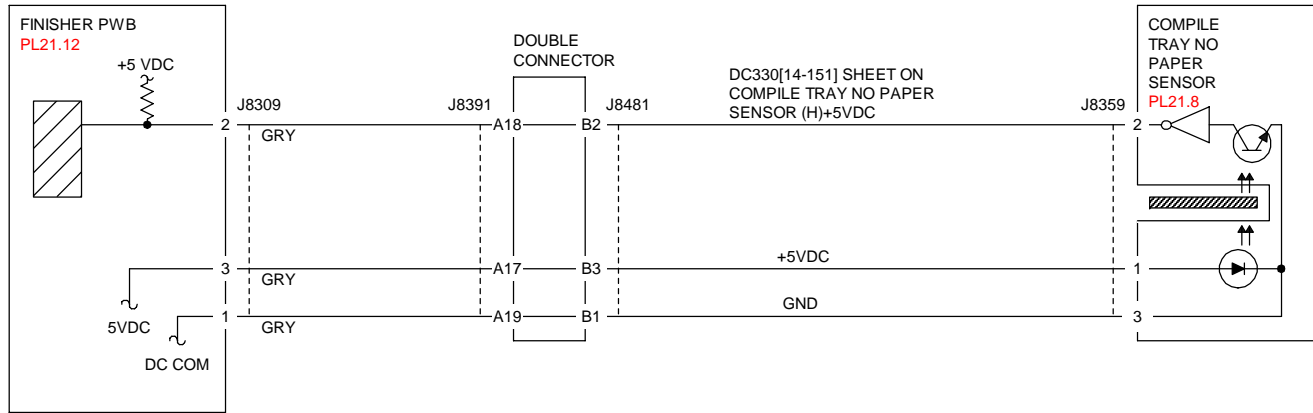 FINISHER PWB
PL21.12
+5 VDC
J8309
2
GRY
3
GRY
5VDC
1
GRY
DC COM
DOUBLE
CONNECTOR
J8391
J8481
A18
B2
A17
B3
A19
B1
DC330[14-151] SHEET ON
COMPILE TRAY NO PAPER
SENSOR (H)+5VDC
+5VDC
GND
J8359
2
1
3
COMPILE
TRAY NO
PAPER
SENSOR
PL21.8